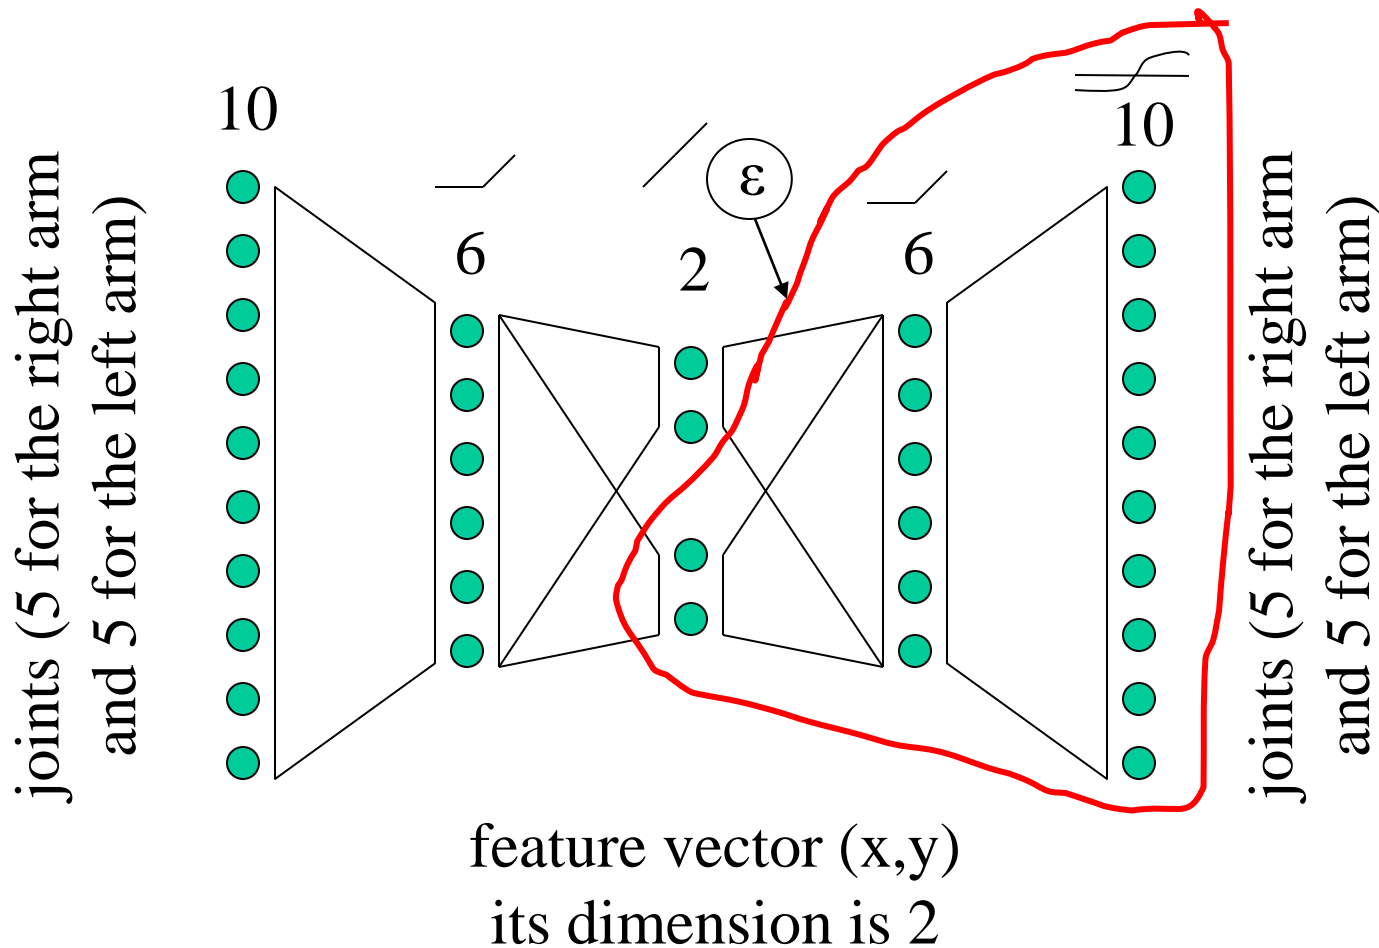 joints (5 for the right arm
and 5 for the left arm)
10
6
2
ε
6
10
joints (5 for the right arm
and 5 for the left arm)
feature vector (x,y)
its dimension is 2